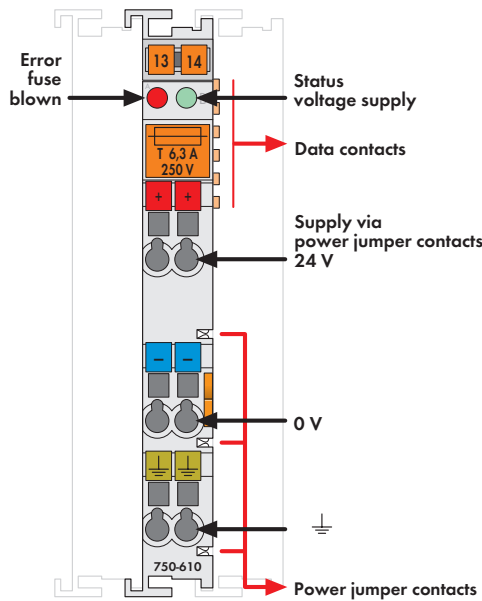 13 14
Error
fuse
blown
A
Status
voltage supply
Data contacts
T 6,3 A
250 V
+ +
Supply via
power jumper contacts
24 V
– –
0 V
750-610
Power jumper contacts